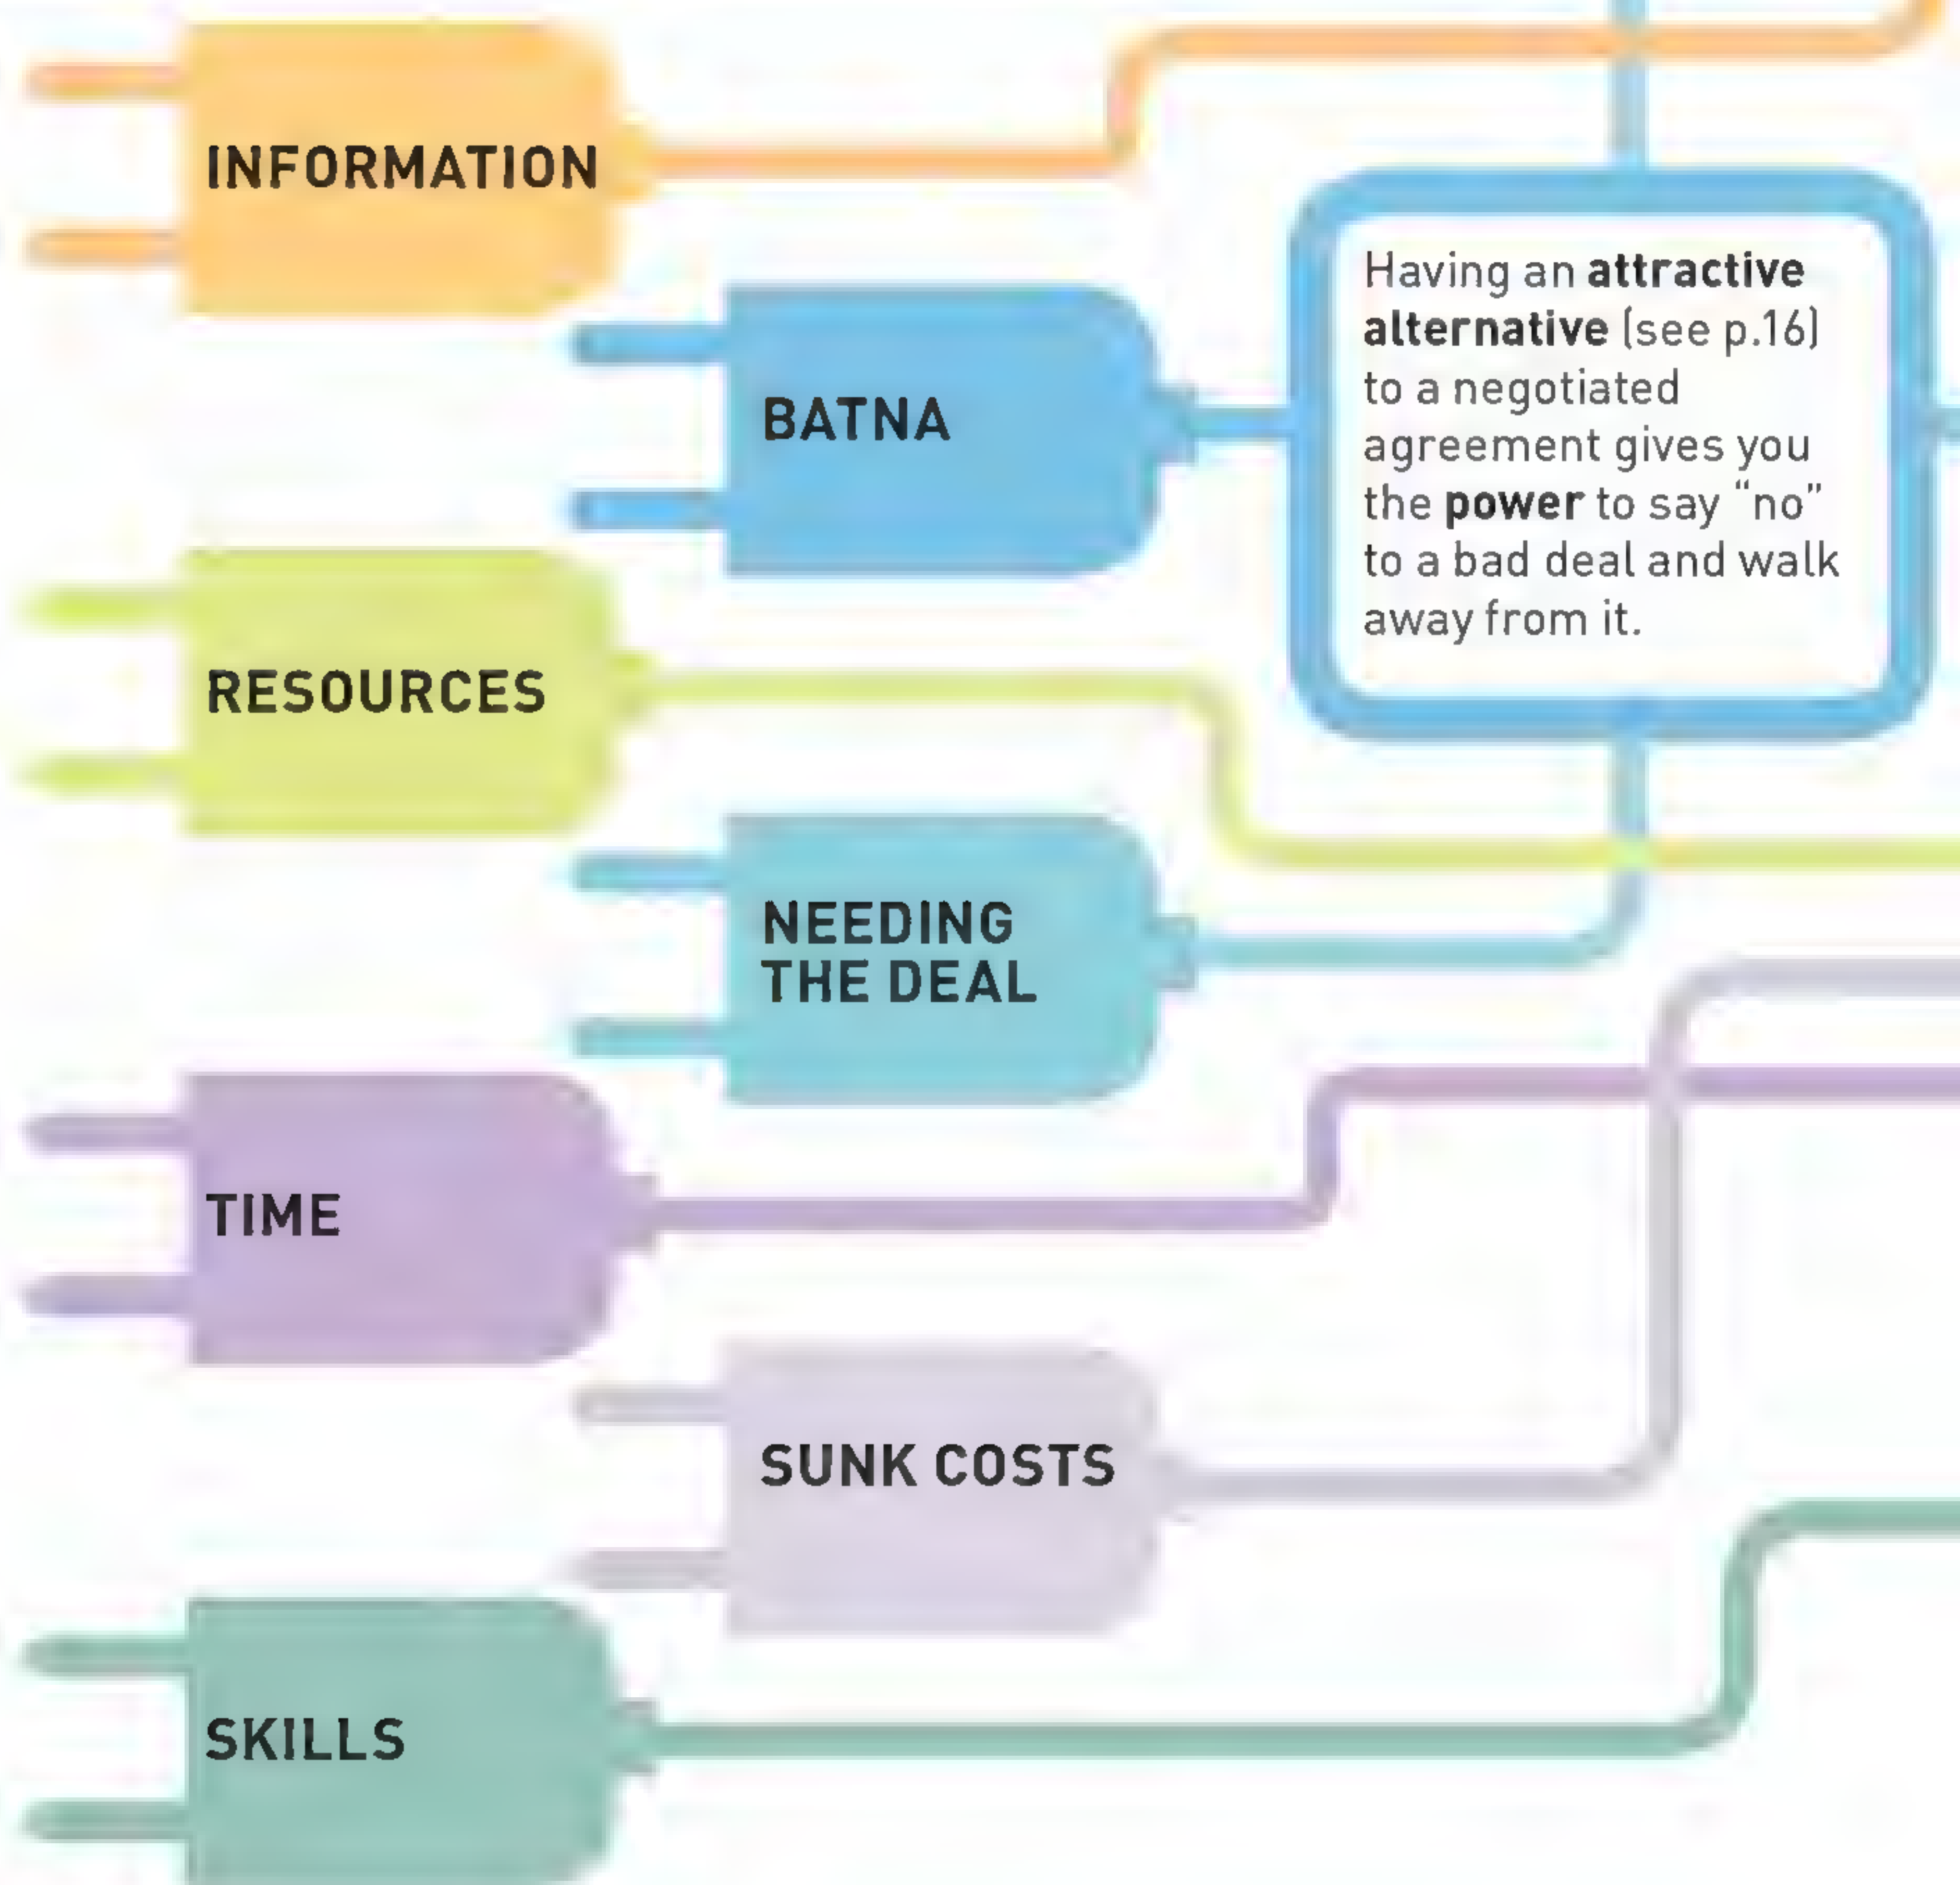 INFORMATION
BATNA
Having an attractive
alternative (see p.16)
to a negotiated
agreement gives you
the power to say “no”
to a bad deal and walk
away from it.
RESOURCES
NEEDING
THE DEAL
TIME
SUNK COSTS
SKILLS